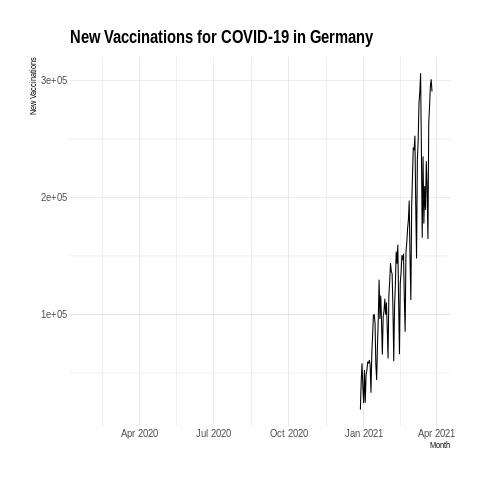 New Vaccinations for COVID-19 in Germany
New Vaccinations
3e+05
2e+05
1e+05
Apr 2020 Jul 2020 Oct 2020 Jan 2021 Apr 2021
Month